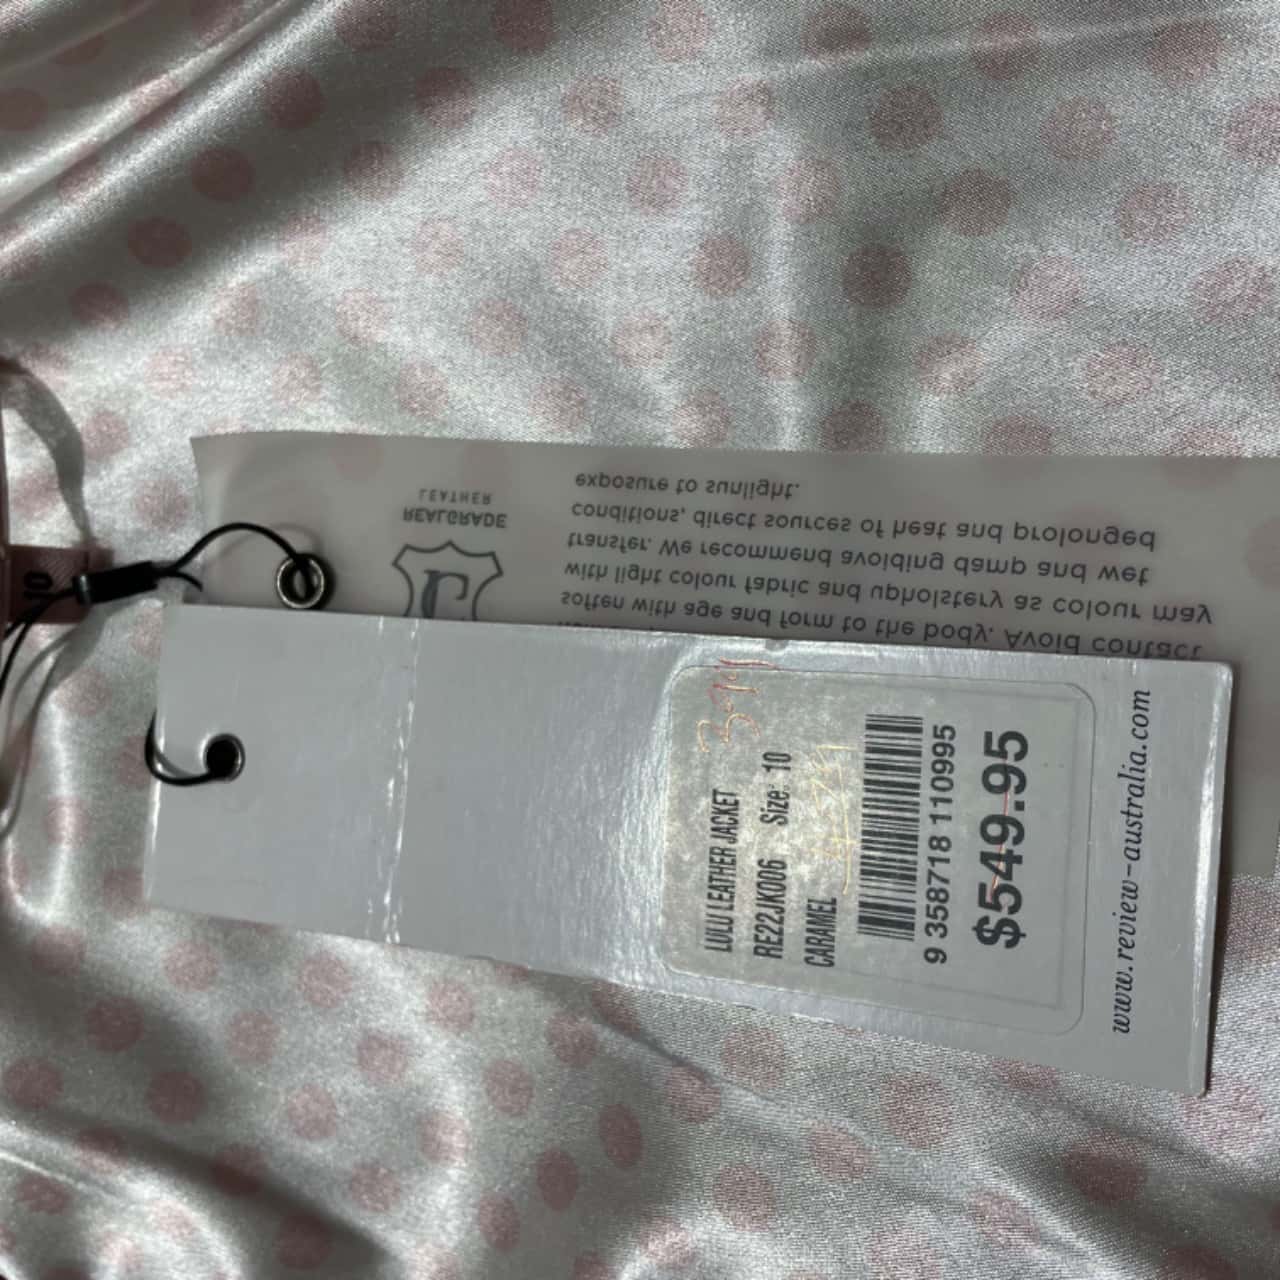 LULU LEATHER JACKET
RE22JK006 Size: 10
CARAMEL
9 358718 110995
$549.95
www.review-australia.com
REALGRADE
LEATHER
soften with age and form to the body. Avoid contact
with light colour fabric and upholstery as colour may
transfer. We recommend avoiding damp and wet
conditions, direct sources of heat and prolonged
exposure to sunlight.
10